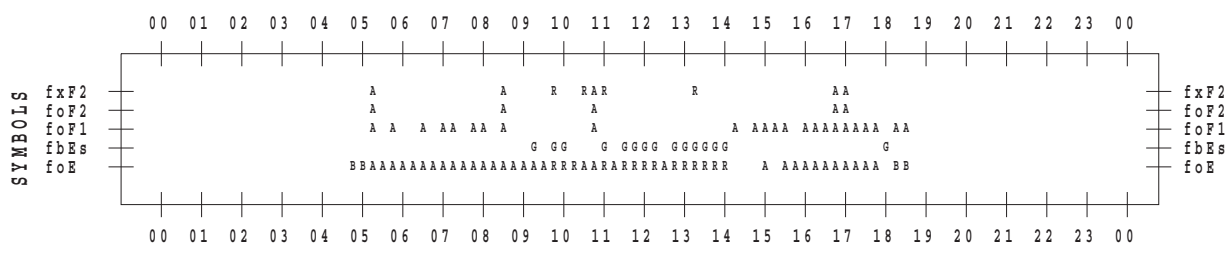 00 01 02 03 04 05 06 07 08 09 10 11 12 13 14 15 16 17 18 19 20 21 22 23 00
SYMBOLS
fxF2 A A R RAR R AA fxF2
foF2 A A A AA foF2
foF1 A A A AA AA A A A AAAA AAAAAAAA AA foF1
fbEs G GG G GGGG GGGGGG G fbEs
foE BBAAAAAAAAAAAAAAAAAARRRAARARRRRARRRRRR A AAAAAAAAAA BB foE
00 01 02 03 04 05 06 07 08 09 10 11 12 13 14 15 16 17 18 19 20 21 22 23 00